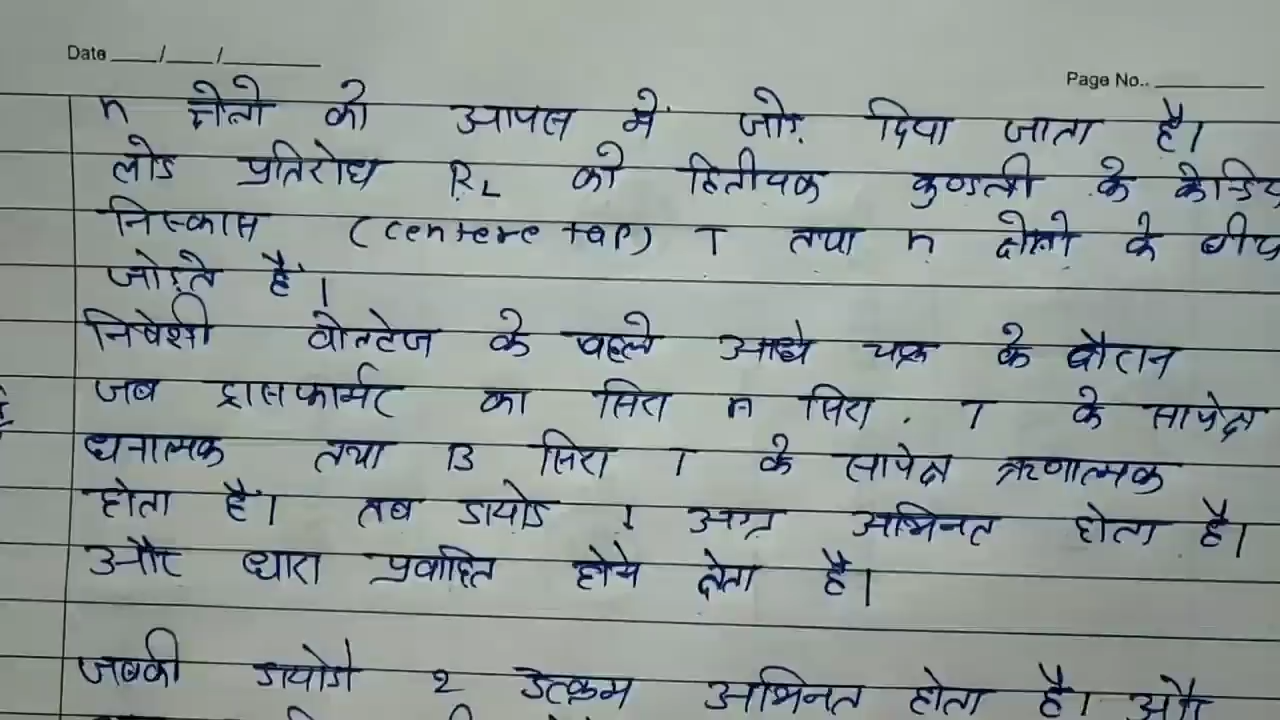 Date ___/___/______
Page No.. ________
n क्षेत्रो को आपस में जोड़ दिया जाता है।
लोड प्रतिरोध RL को द्वितीयक कुण्डली के केन्द्रिय
निस्कास (centere tap) T तथा n क्षेत्रो के बीच
जोड़ते हैं।
निवेशी वोल्टेज के पहले आधे चक्र के दौरान
जब ट्रासफार्मर का सिरा A सिरा . T के सापेक्ष
धनात्मक तथा B सिरा T के सापेक्ष ऋणात्मक
होता है। तब डायोड 1 अग्र अभिनत होता है।
और धारा प्रवाहित होने देता है।
जबकी डायोड 2 उत्क्रम अभिनत होता है। और